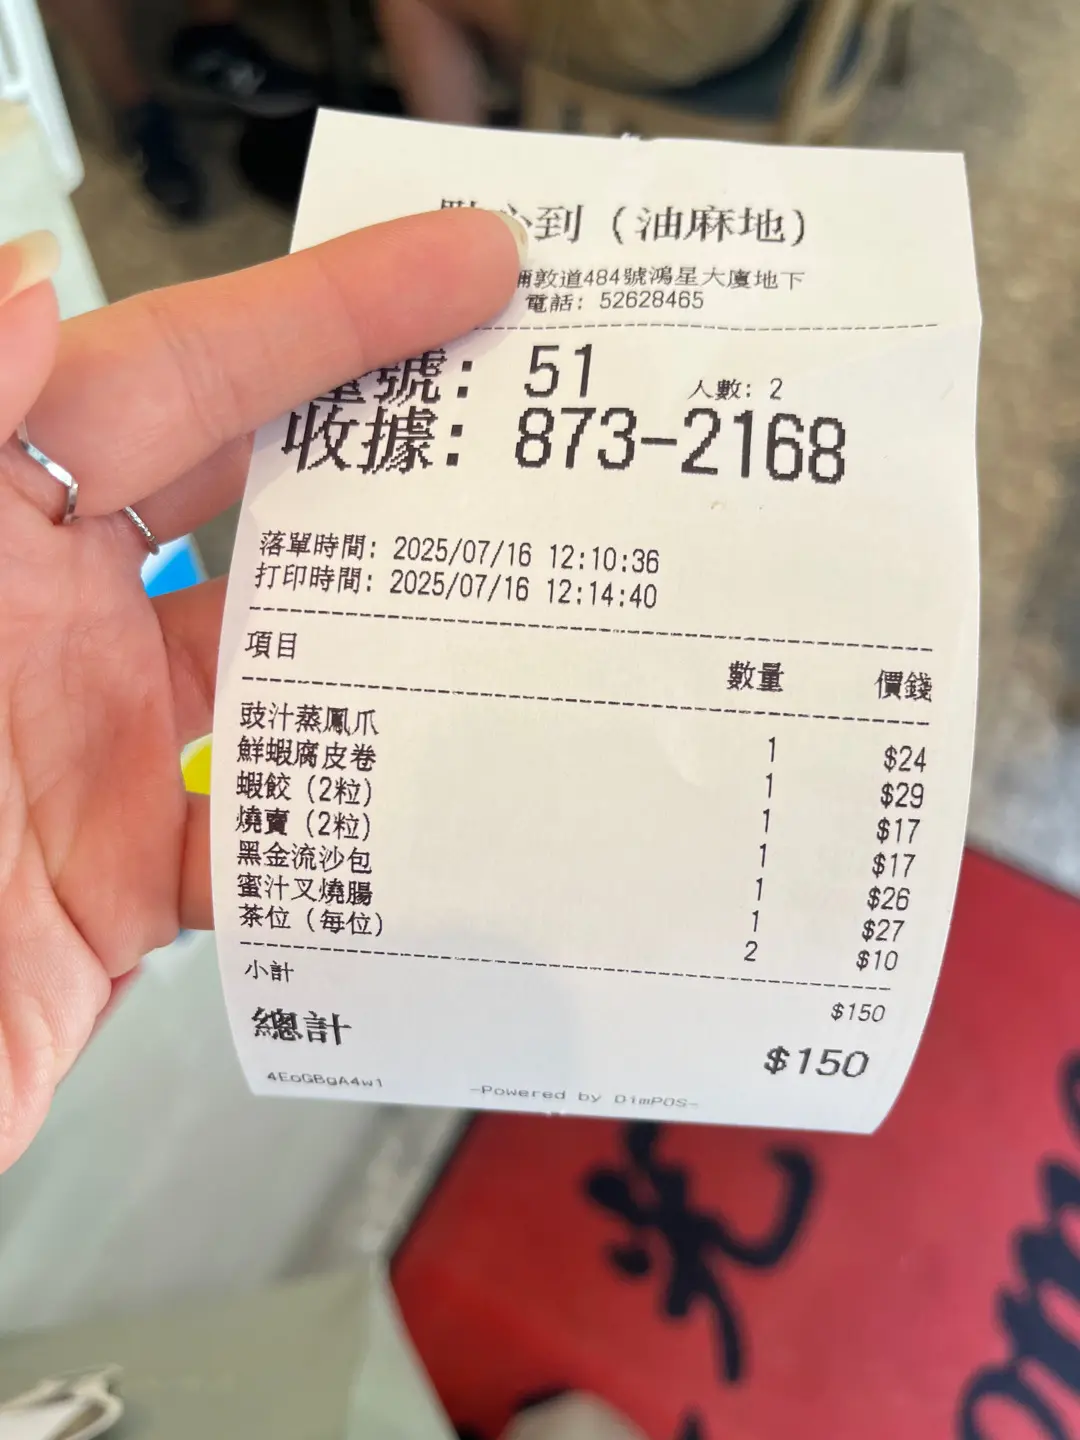 點心到（油麻地）
彌敦道484號鴻星大廈地下
電話: 52628465
檯號: 51 人數: 2
收據: 873-2168
落單時間: 2025/07/16 12:10:36
打印時間: 2025/07/16 12:14:40
項目 數量 價錢
豉汁蒸鳳爪 1 $24
鮮蝦腐皮卷 1 $29
蝦餃（2粒） 1 $17
燒賣（2粒） 1 $17
黑金流沙包 1 $26
蜜汁叉燒腸 1 $27
茶位（每位） 2 $10
小計 $150
總計 $150
4EoGBgA4w1 -Powered by DimPOS-